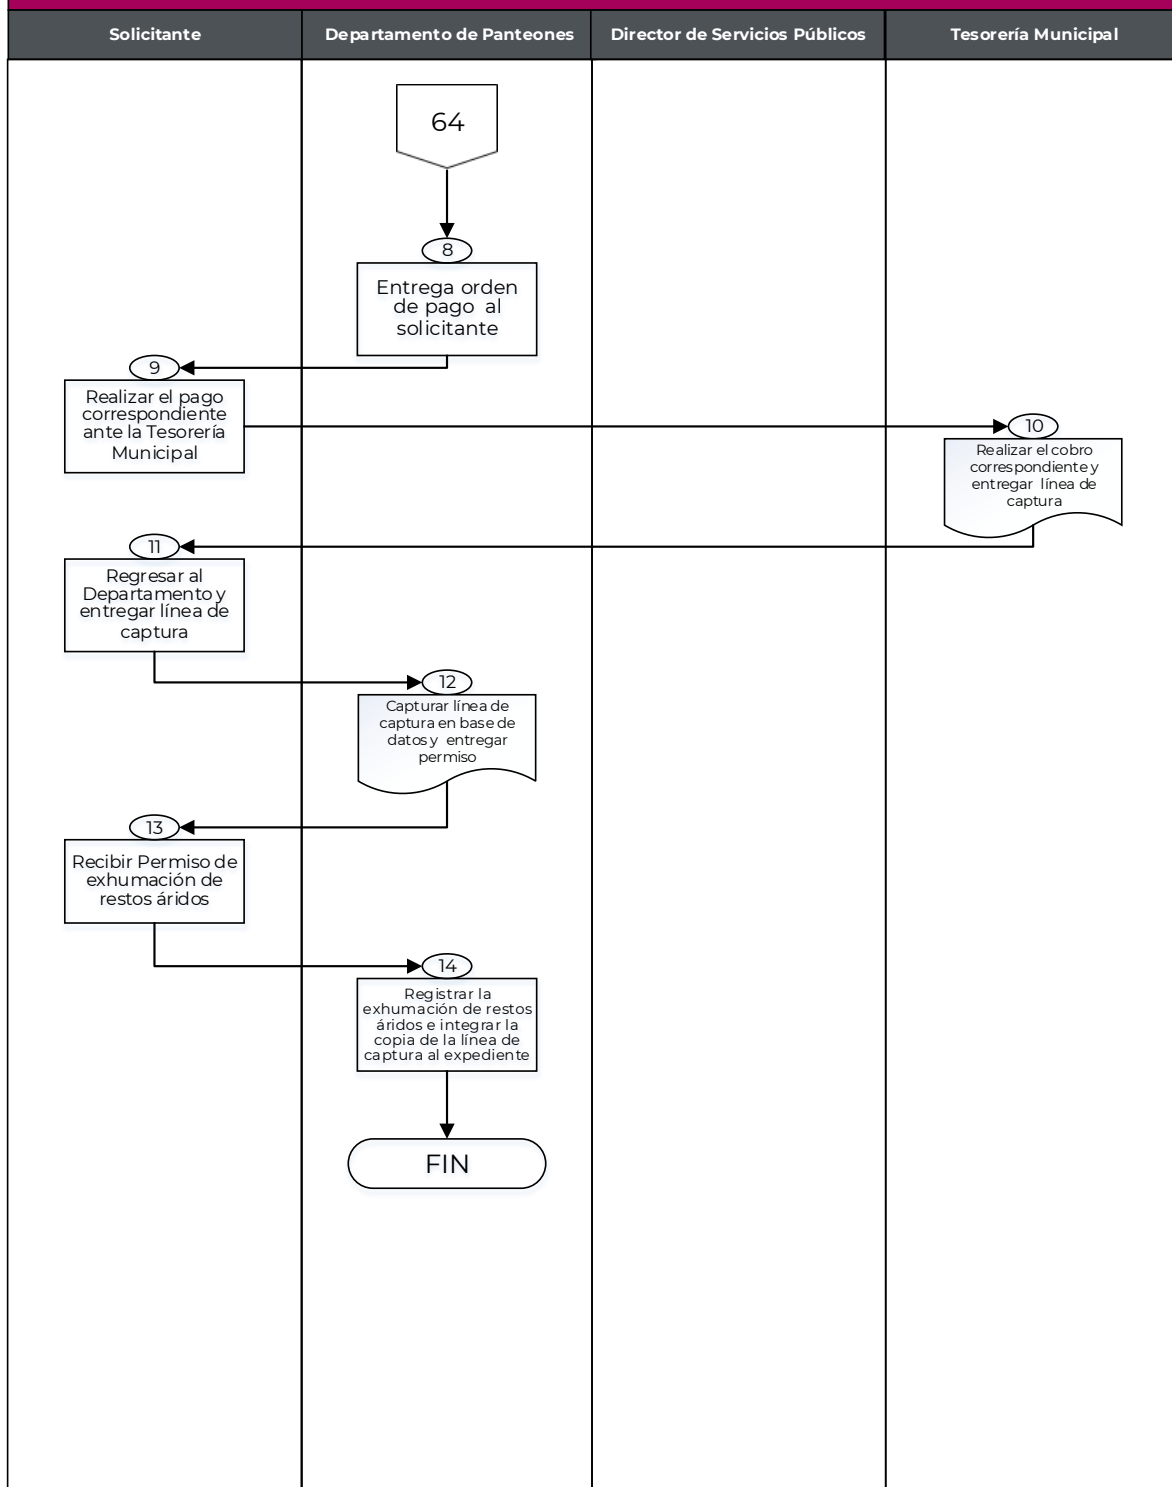 Solicitante
Departamento de Panteones
Director de Servicios Públicos
Tesorería Municipal
64
8
Entrega orden
de pago al
solicitante
9
Realizar el pago
correspondiente
ante la Tesorería
Municipal
10
Realizar el cobro
correspondiente y
entregar línea de
captura
11
Regresar al
Departamento y
entregar línea de
captura
12
Capturar línea de
captura en base de
datos y entregar
permiso
13
Recibir Permiso de
exhumación de
restos áridos
14
Registrar la
exhumación de restos
áridos e integrar la
copia de la línea de
captura al expediente
FIN